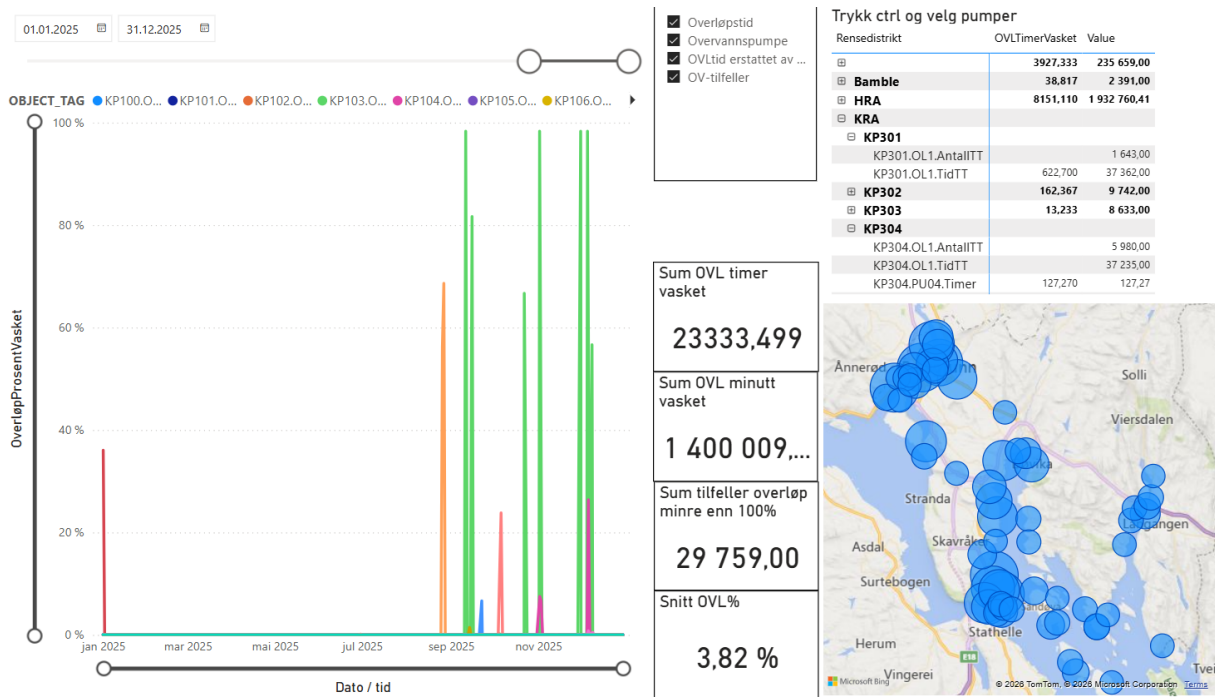 01.01.2025
31.12.2025
OBJECT_TAG KP100.O... KP101.O... KP102.O... KP103.O... KP104.O... KP105.O... KP106.O...
100 %
80 %
60 %
40 %
20 %
0 %
OverløpProsentVasket
jan 2025 mar 2025 mai 2025 jul 2025 sep 2025 nov 2025
Dato / tid
Overløpstid
Overvannspumpe
OVLtid erstattet av ...
OV-tilfeller
Sum OVL timer
vasket
23333,499
Sum OVL minutt
vasket
1 400 009,...
Sum tilfeller overløp
minre enn 100%
29 759,00
Snitt OVL%
3,82 %
Trykk ctrl og velg pumper
Rensedistrikt OVLTimerVasket Value
3927,333 235 659,00
Bamble 38,817 2 391,00
HRA 8151,110 1 932 760,41
KRA
KP301
KP301.OL1.AntallTT 1 643,00
KP301.OL1.TidTT 622,700 37 362,00
KP302 162,367 9 742,00
KP303 13,233 8 633,00
KP304
KP304.OL1.AntallTT 5 980,00
KP304.OL1.TidTT 37 235,00
KP304.PU04.Timer 127,270 127,27
Ånnerød
Solli
Viersdalen
Stranda
Skavråk
Asdal
Surtebogen
Stathelle
Herum
E18
Vingerei
Microsoft Bing
© 2026 TomTom, © 2026 Microsoft Corporation Terms